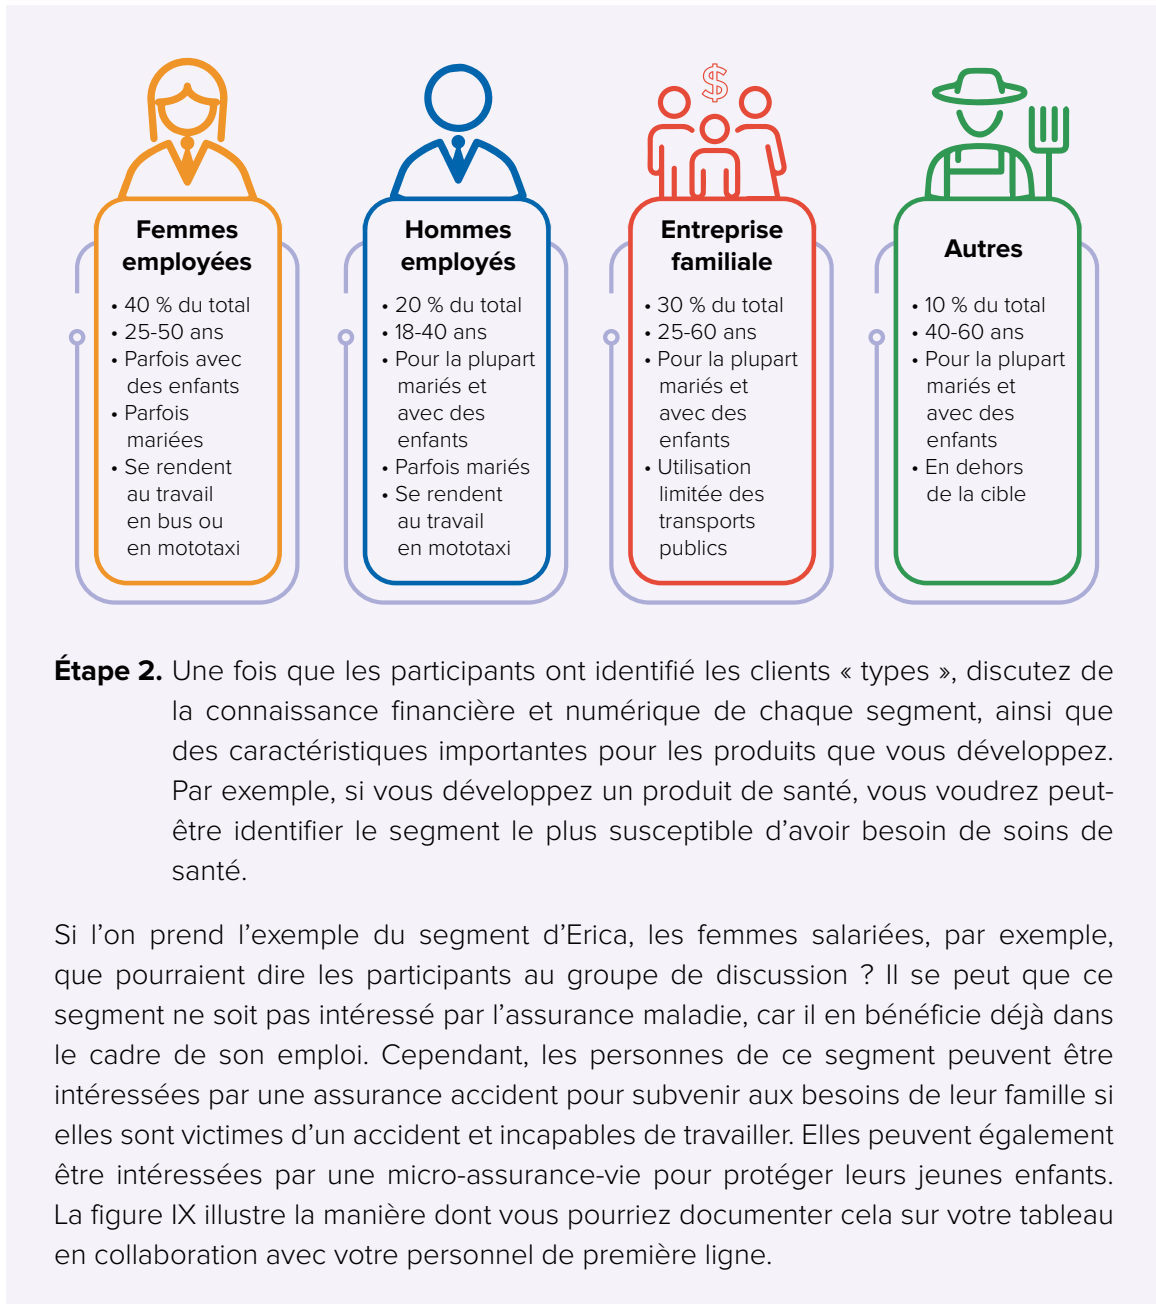 $
Femmes
employées
• 40 % du total
• 25-50 ans
• Parfois avec
des enfants
• Parfois
mariées
• Se rendent
au travail
en bus ou
en mototaxi
Hommes
employés
• 20 % du total
• 18-40 ans
• Pour la plupart
mariés et
avec des
enfants
• Parfois mariés
• Se rendent
au travail
en mototaxi
Entreprise
familiale
• 30 % du total
• 25-60 ans
• Pour la plupart
mariés et
avec des
enfants
• Utilisation
limitée des
transports
publics
Autres
• 10 % du total
• 40-60 ans
• Pour la plupart
mariés et
avec des
enfants
• En dehors
de la cible
Étape 2. Une fois que les participants ont identifié les clients « types », discutez de
la connaissance financière et numérique de chaque segment, ainsi que
des caractéristiques importantes pour les produits que vous développez.
Par exemple, si vous développez un produit de santé, vous voudrez peut-
être identifier le segment le plus susceptible d’avoir besoin de soins de
santé.
Si l’on prend l’exemple du segment d’Erica, les femmes salariées, par exemple,
que pourraient dire les participants au groupe de discussion ? Il se peut que ce
segment ne soit pas intéressé par l’assurance maladie, car il en bénéficie déjà dans
le cadre de son emploi. Cependant, les personnes de ce segment peuvent être
intéressées par une assurance accident pour subvenir aux besoins de leur famille si
elles sont victimes d’un accident et incapables de travailler. Elles peuvent également
être intéressées par une micro-assurance-vie pour protéger leurs jeunes enfants.
La figure IX illustre la manière dont vous pourriez documenter cela sur votre tableau
en collaboration avec votre personnel de première ligne.